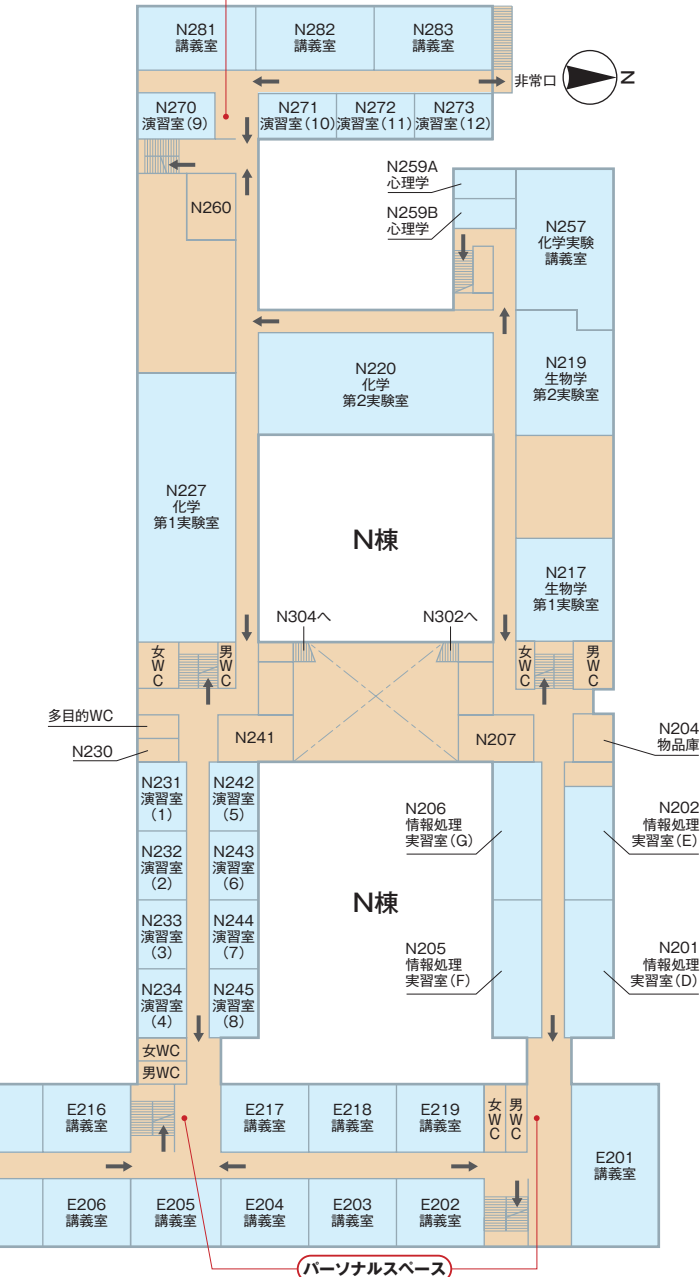 N281
講義室
N282
講義室
N283
講義室
非常口
N
N270
演習室(9)
N271
演習室(10)
N272
演習室(11)
N273
演習室(12)
N260
N259A
心理学
N259B
心理学
N257
化学実験
講義室
N220
化学
第2実験室
N219
生物学
第2実験室
N227
化学
第1実験室
N棟
N217
生物学
第1実験室
N304へ
N302へ
女WC
男WC
女WC
男WC
多目的WC
N230
N241
N207
N204
物品庫
N231
演習室
(1)
N242
演習室
(5)
N206
情報処理
実習室(G)
N202
情報処理
実習室(E)
N232
演習室
(2)
N243
演習室
(6)
N棟
N233
演習室
(3)
N244
演習室
(7)
N205
情報処理
実習室(F)
N201
情報処理
実習室(D)
N234
演習室
(4)
N245
演習室
(8)
女WC
男WC
E216
講義室
E217
講義室
E218
講義室
E219
講義室
女WC
男WC
E201
講義室
E206
講義室
E205
講義室
E204
講義室
E203
講義室
E202
講義室
パーソナルスペース